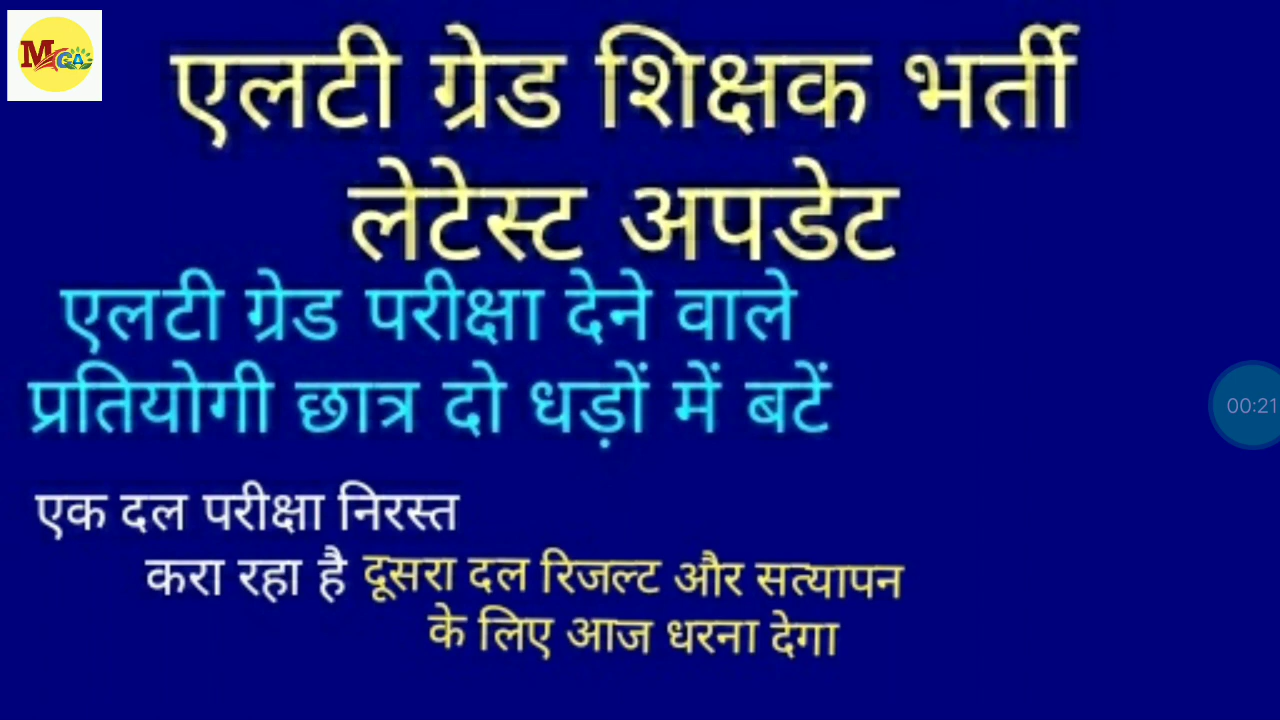 MGA
एलटी ग्रेड शिक्षक भर्ती
लेटेस्ट अपडेट
एलटी ग्रेड परीक्षा देने वाले
प्रतियोगी छात्र दो धड़ों में बटें
00:21
एक दल परीक्षा निरस्त
करा रहा है दूसरा दल रिजल्ट और सत्यापन
के लिए आज धरना देगा